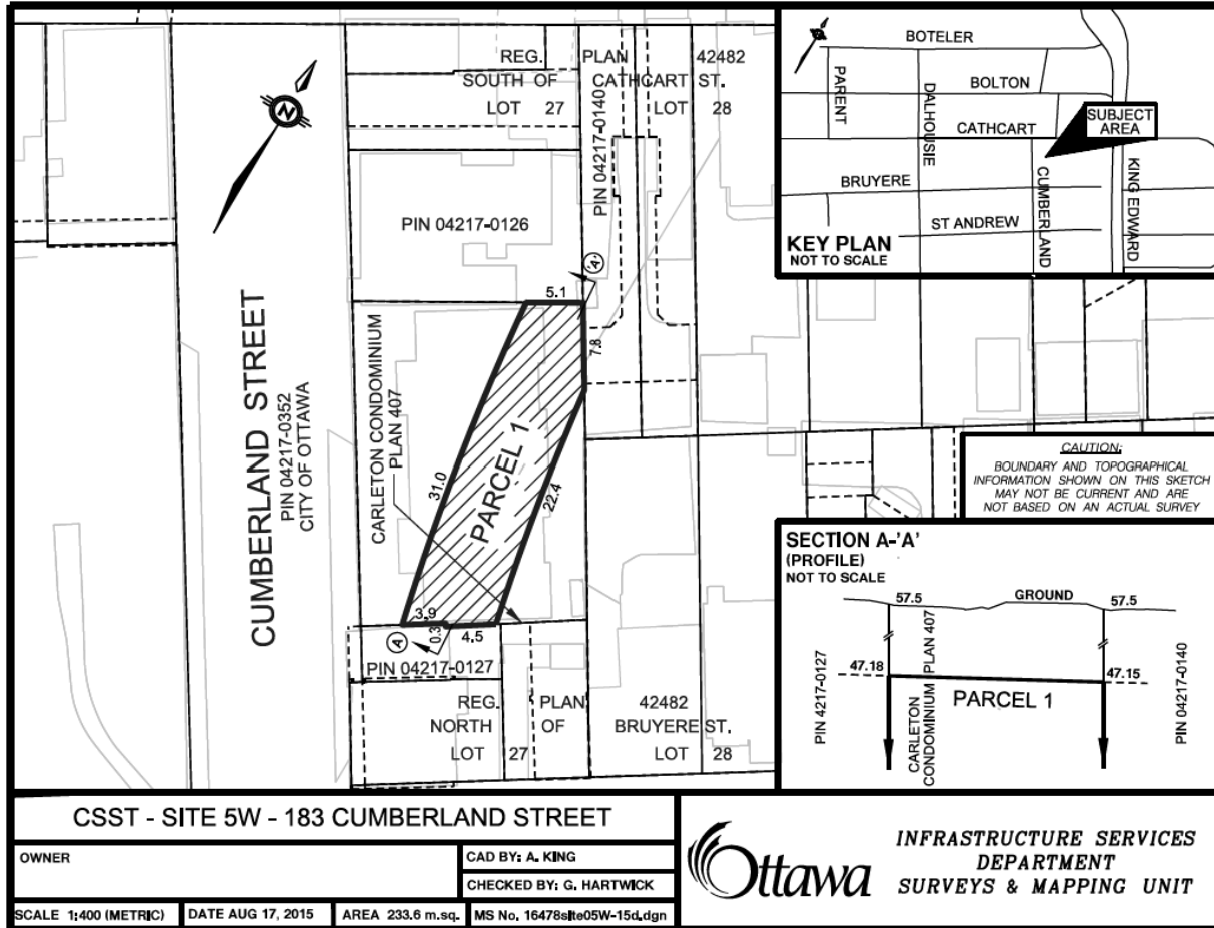 REG. PLAN 42482
SOUTH OF CATHCART ST.
LOT 27 LOT 28
PIN 04217-0140
N
PIN 04217-0126
CUMBERLAND STREET
PIN 04217-0352
CITY OF OTTAWA
CARLETON CONDOMINIUM
PLAN 407
'A'
5.1
7.8
31.0
PARCEL 1
22.4
3.9
0.3
4.5
A
PIN 04217-0127
REG. PLAN 42482
NORTH OF BRUYERE ST.
LOT 27 LOT 28
BOTELER
PARENT
DALHOUSIE
BOLTON
CATHCART
SUBJECT
AREA
BRUYERE
CUMBERLAND
KING EDWARD
ST ANDREW
KEY PLAN
NOT TO SCALE
CAUTION:
BOUNDARY AND TOPOGRAPHICAL
INFORMATION SHOWN ON THIS SKETCH
MAY NOT BE CURRENT AND ARE
NOT BASED ON AN ACTUAL SURVEY
SECTION A-'A'
(PROFILE)
NOT TO SCALE
57.5 GROUND 57.5
47.18 47.15
PIN 4217-0127
CARLETON
CONDOMINIUM PLAN 407
PARCEL 1
PIN 04217-0140
CSST - SITE 5W - 183 CUMBERLAND STREET
OWNER
CAD BY: A. KING
CHECKED BY: G. HARTWICK
SCALE 1:400 (METRIC) DATE AUG 17, 2015 AREA 233.6 m.sq. MS No. 16478site05W-15d.dgn
Ottawa
INFRASTRUCTURE SERVICES
DEPARTMENT
SURVEYS & MAPPING UNIT